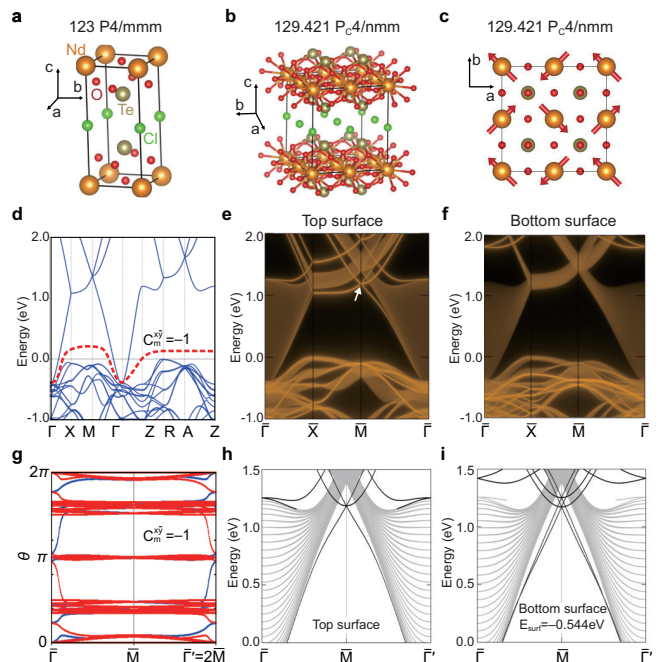 a
b
c
123 P4/mmm
129.421 P_C4/nmm
129.421 P_C4/nmm
Nd
c
b
a
O
Te
Cl
c
b
a
b
a
d
e
f
Top surface
Bottom surface
Energy (eV)
2.0
1.0
0.0
-1.0
C_m^{xȳ}=−1
Γ X M Γ Z R A Z
Energy (eV)
2.0
1.0
0.0
-1.0
Γ̄ X̄ M̄ Γ̄
Energy (eV)
2.0
1.0
0.0
-1.0
Γ̄ X̄ M̄ Γ̄
g
h
i
θ
2π
π
0
C_m^{xȳ}=−1
Γ̄ M̄ Γ̄'=2M̄
Energy (eV)
1.5
1.0
0.5
0.0
Top surface
Γ̄ M̄ Γ̄'
Energy (eV)
1.5
1.0
0.5
0.0
Bottom surface
E_surf=−0.544eV
Γ̄ M̄ Γ̄'